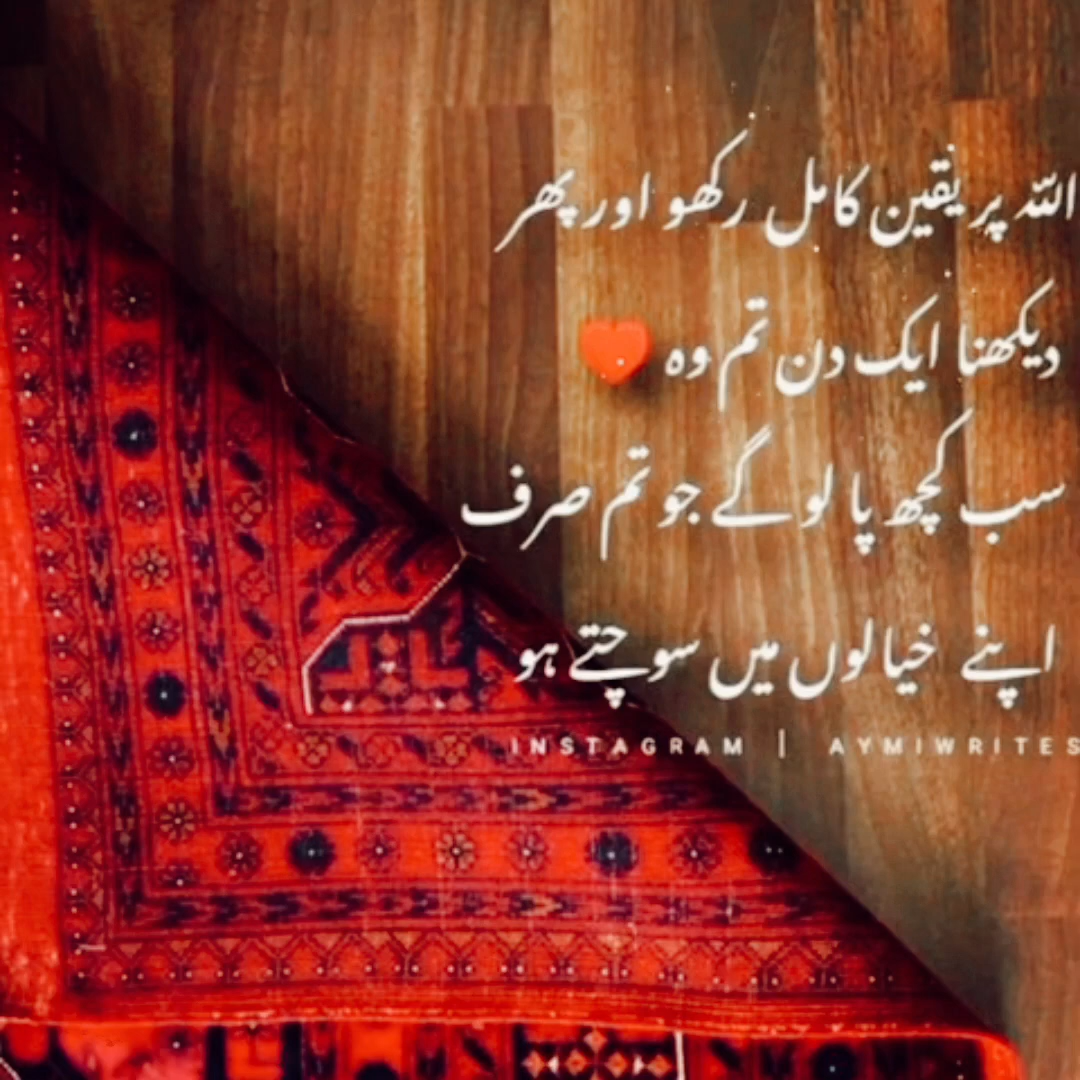 اللہ پر یقین کامل رکھو اور پھر
دیکھنا ایک دن تم وہ ❤️
سب کچھ پا لو گے جو تم صرف
اپنے خیالوں میں سوچتے ہو
INSTAGRAM | AYMIWRITES